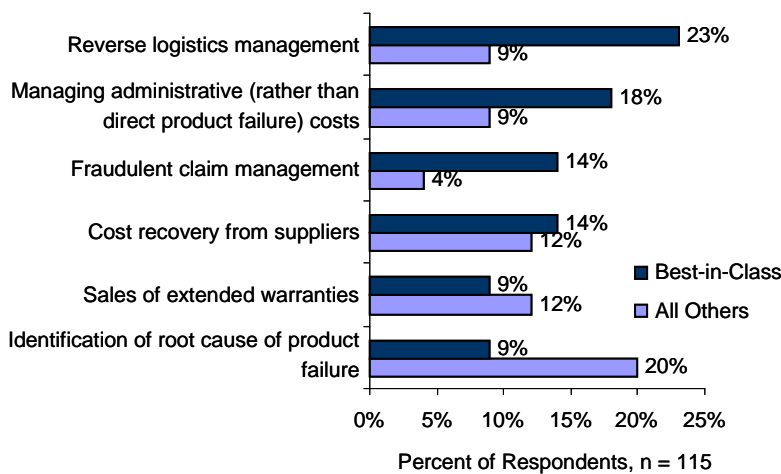 Reverse logistics management
23%
9%
Managing administrative (rather than
direct product failure) costs
18%
9%
Fraudulent claim management
14%
4%
Cost recovery from suppliers
14%
12%
Sales of extended warranties
9%
12%
Identification of root cause of product
failure
9%
20%
Best-in-Class
All Others
0% 5% 10% 15% 20% 25%
Percent of Respondents, n = 115